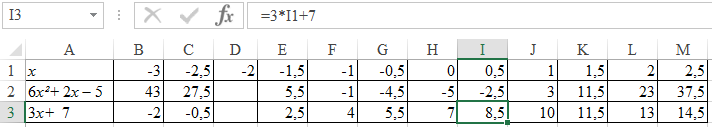 I3 fx =3*I1+7
A B C D E F G H I J K L M
1 x -3 -2,5 -2 -1,5 -1 -0,5 0 0,5 1 1,5 2 2,5
2 6x²+ 2x – 5 43 27,5 5,5 -1 -4,5 -5 -2,5 3 11,5 23 37,5
3 3x+ 7 -2 -0,5 2,5 4 5,5 7 8,5 10 11,5 13 14,5